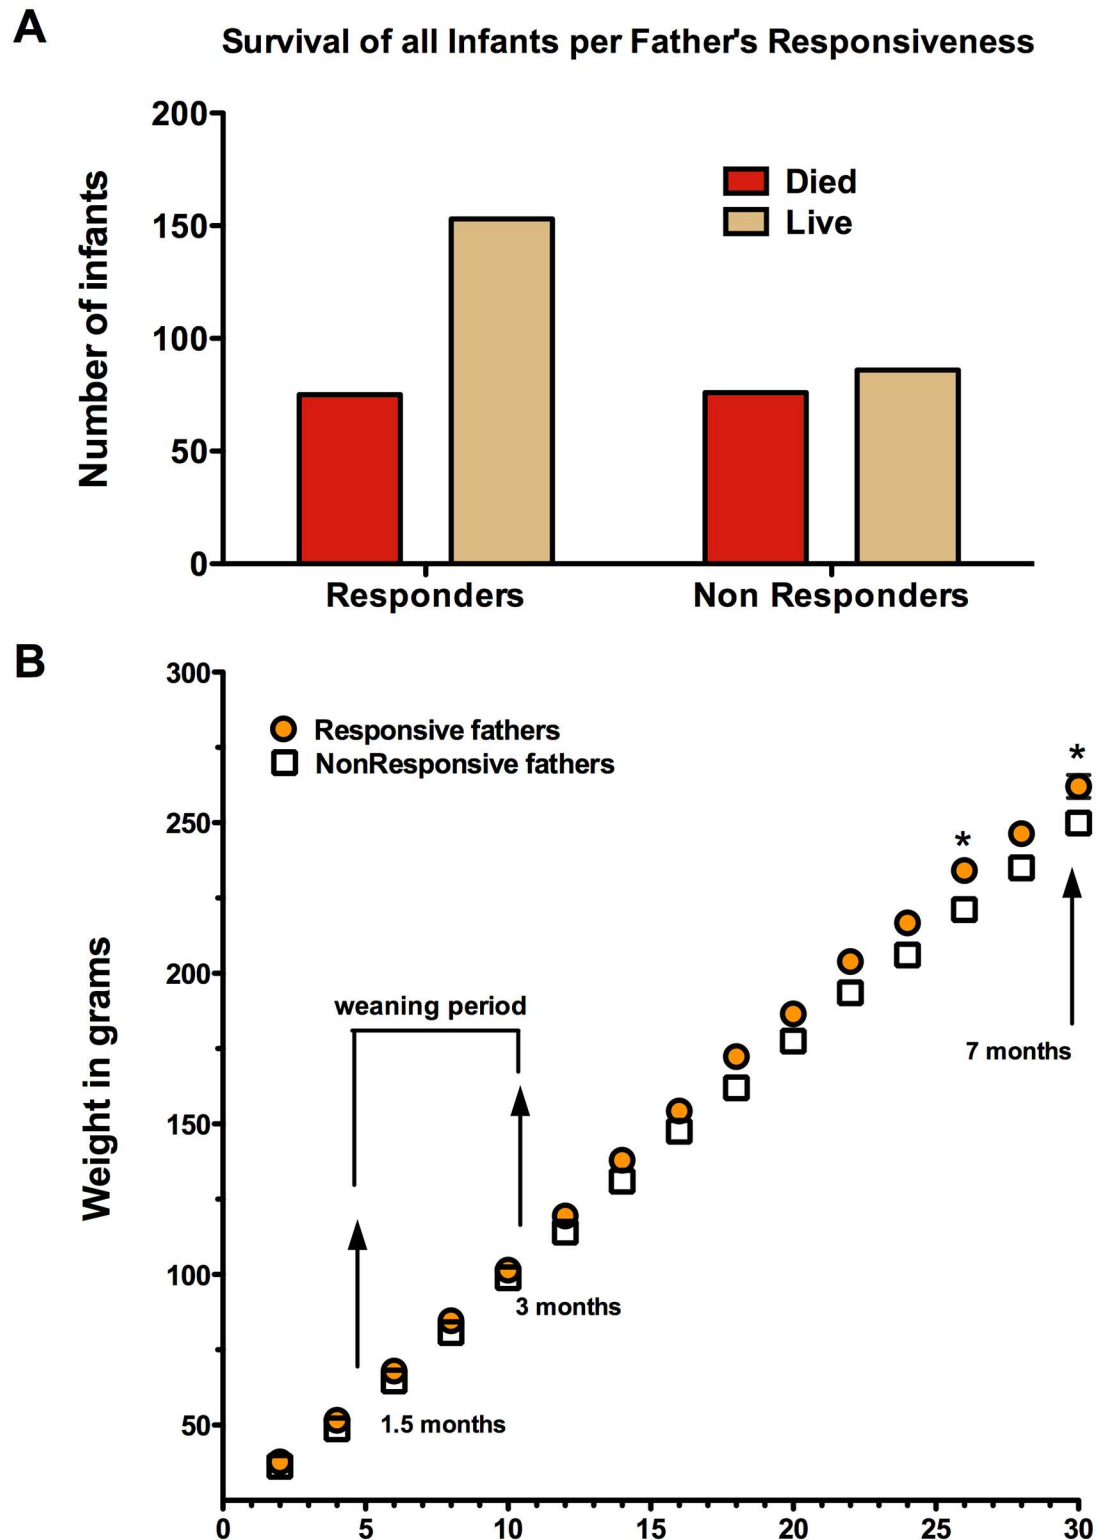 A
Survival of all Infants per Father's Responsiveness
Number of infants
200
150
100
50
0
Died
Live
Responders
Non Responders
B
Weight in grams
300
250
200
150
100
50
Responsive fathers
NonResponsive fathers
*
*
weaning period
7 months
3 months
1.5 months
0
5
10
15
20
25
30